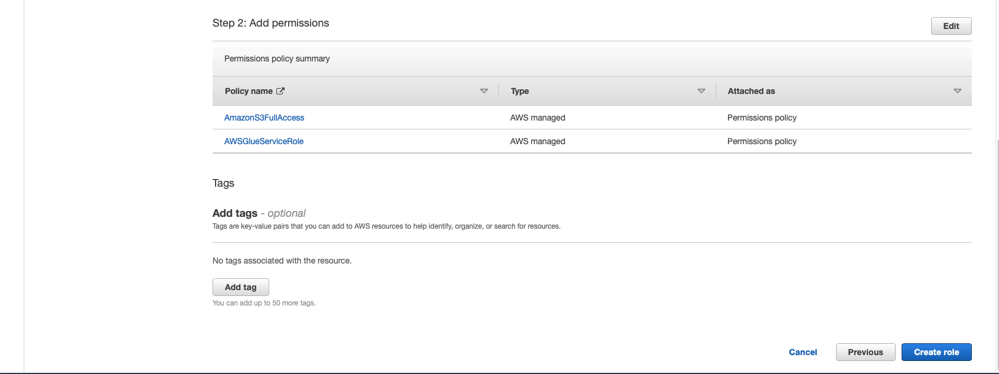 Step 2: Add permissions
Edit
Permissions policy summary
Policy name Type Attached as
AmazonS3FullAccess AWS managed Permissions policy
AWSGlueServiceRole AWS managed Permissions policy
Tags
Add tags - optional
Tags are key-value pairs that you can add to AWS resources to help identify, organize, or search for resources.
No tags associated with the resource.
Add tag
You can add up to 50 more tags.
Cancel Previous Create role